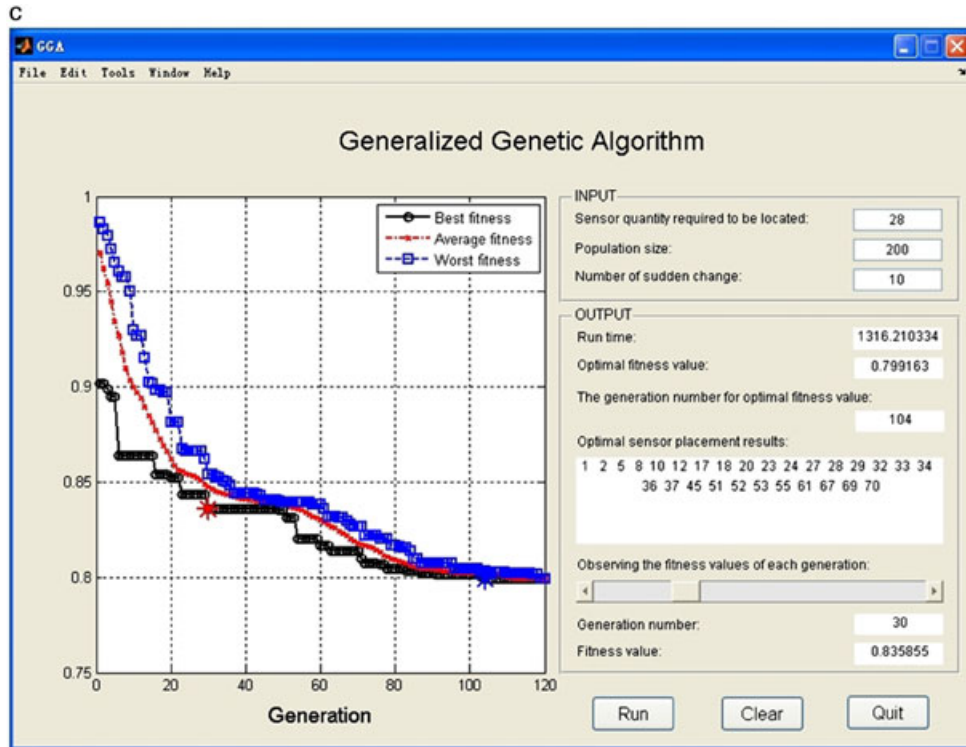 C
GGA
File Edit Tools Window Help
Generalized Genetic Algorithm
1
0.95
0.9
0.85
0.8
0.75
0 20 40 60 80 100 120
Generation
Best fitness
Average fitness
Worst fitness
INPUT
Sensor quantity required to be located: 28
Population size: 200
Number of sudden change: 10
OUTPUT
Run time: 1316.210334
Optimal fitness value: 0.799163
The generation number for optimal fitness value:
104
Optimal sensor placement results:
1 2 5 8 10 12 17 18 20 23 24 27 28 29 32 33 34
36 37 45 51 52 53 55 61 67 69 70
Observing the fitness values of each generation:
Generation number: 30
Fitness value: 0.835855
Run Clear Quit